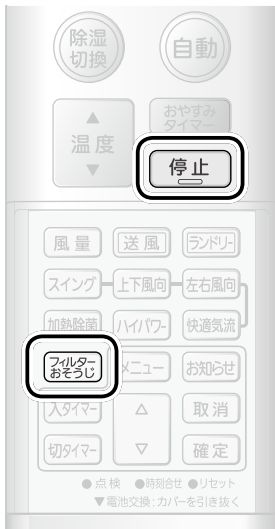 除湿
切換
自動
▲
温度
▼
おやすみ
タイマー
停止
風量
送風
ランドリー
スイング
上下風向
左右風向
加熱除菌
ハイパワー
快適気流
フィルター
おそうじ
メニュー
お知らせ
入タイマー
△
取消
切タイマー
▽
確定
●点検 ●時刻合せ ●リセット
▼電池交換:カバーを引き抜く